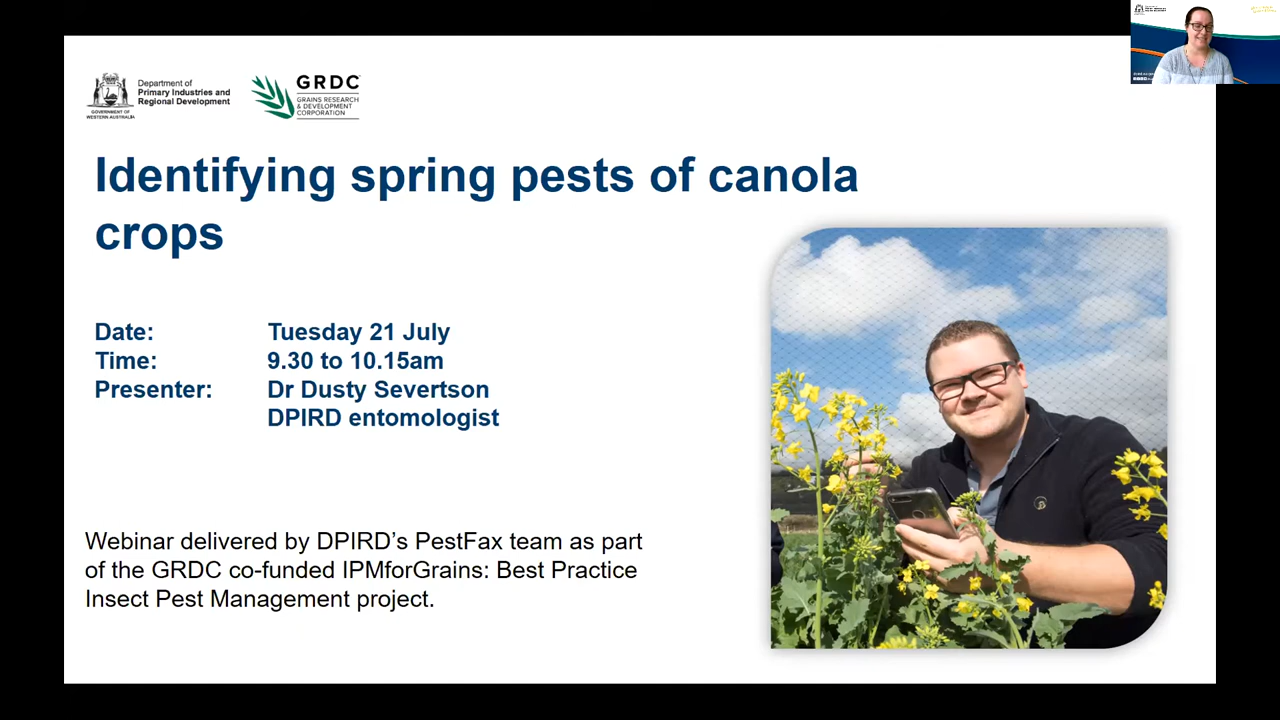 Department of
Primary Industries and
Regional Development
GOVERNMENT OF
WESTERN AUSTRALIA
GRDC
GRAINS RESEARCH
& DEVELOPMENT
CORPORATION
Identifying spring pests of canola
crops
Date: Tuesday 21 July
Time: 9.30 to 10.15am
Presenter: Dr Dusty Severtson
DPIRD entomologist
Webinar delivered by DPIRD’s PestFax team as part
of the GRDC co-funded IPMforGrains: Best Practice
Insect Pest Management project.